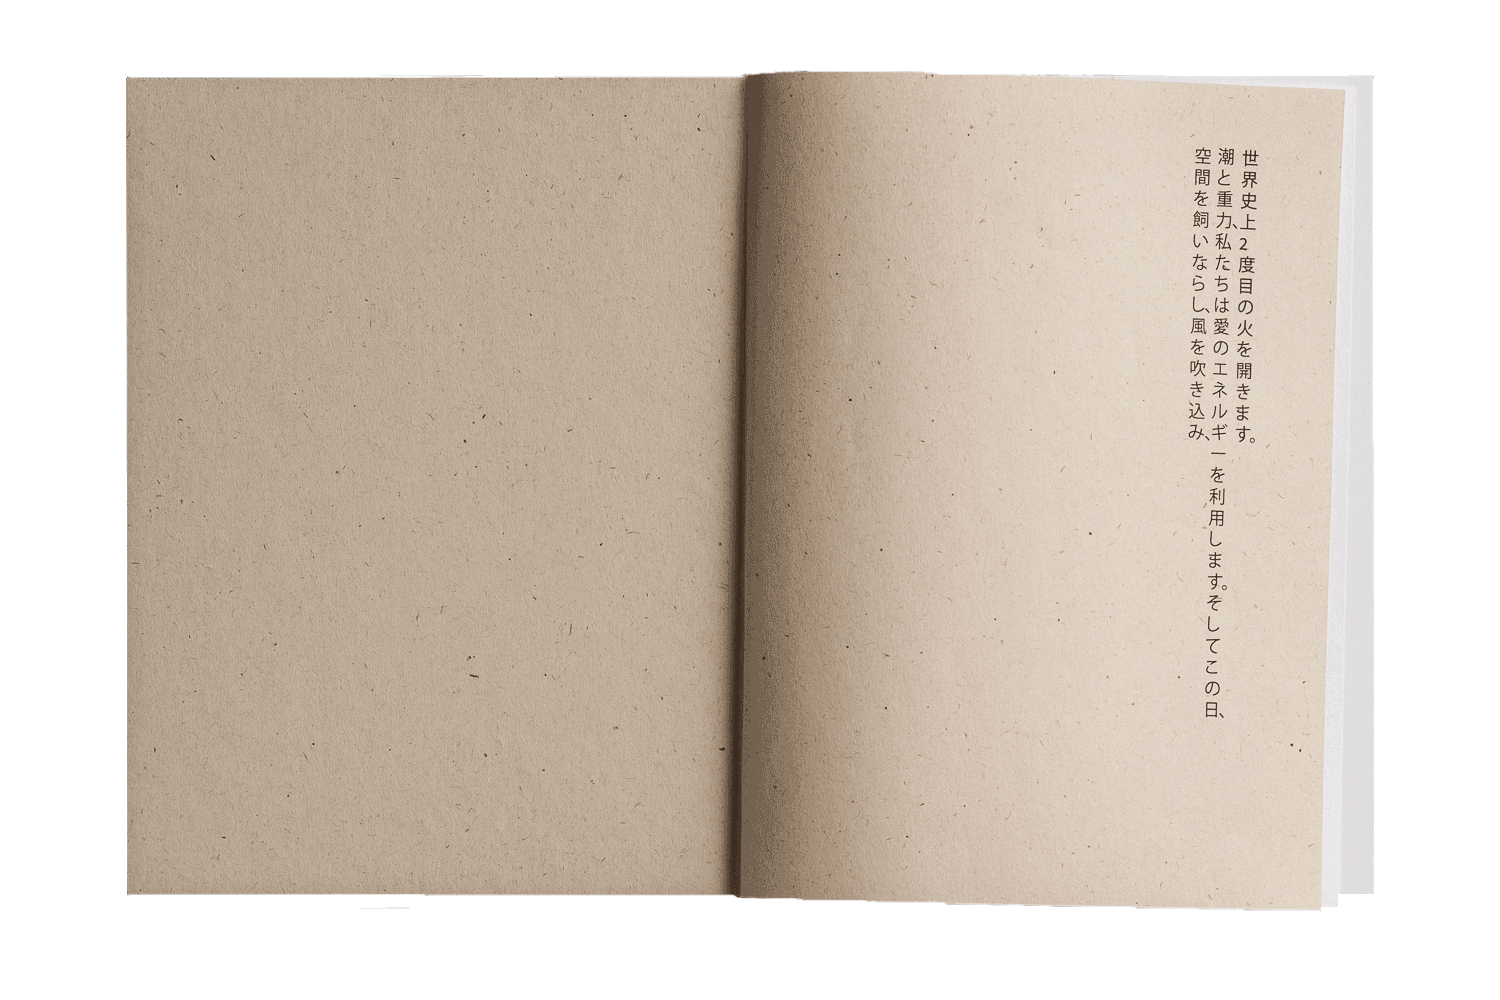 空間を飼いならし、風を吹き込み、
潮と重力、私たちは愛のエネルギーを利用します。そしてこの日、
世界史上2度目の火を開きます。